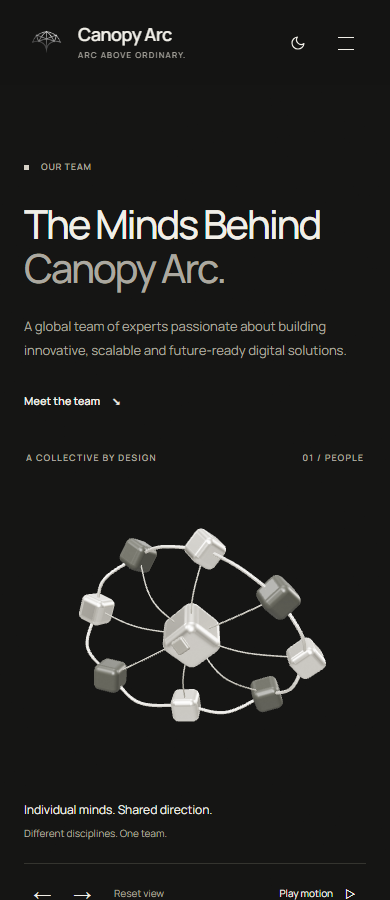 Canopy Arc
ARC ABOVE ORDINARY.
OUR TEAM
The Minds Behind
Canopy Arc.
A global team of experts passionate about building
innovative, scalable and future-ready digital solutions.
Meet the team ↘
A COLLECTIVE BY DESIGN 01 / PEOPLE
Individual minds. Shared direction.
Different disciplines. One team.
← → Reset view Play motion